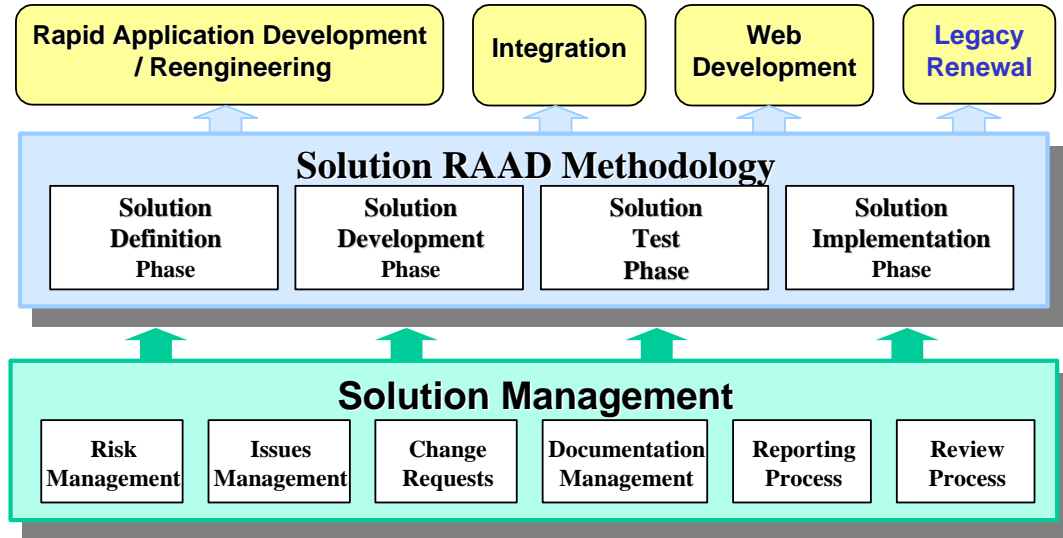 Rapid Application Development
/ Reengineering
Integration
Web
Development
Legacy
Renewal
Solution RAAD Methodology
Solution
Definition
Phase
Solution
Development
Phase
Solution
Test
Phase
Solution
Implementation
Phase
Solution Management
Risk
Management
Issues
Management
Change
Requests
Documentation
Management
Reporting
Process
Review
Process